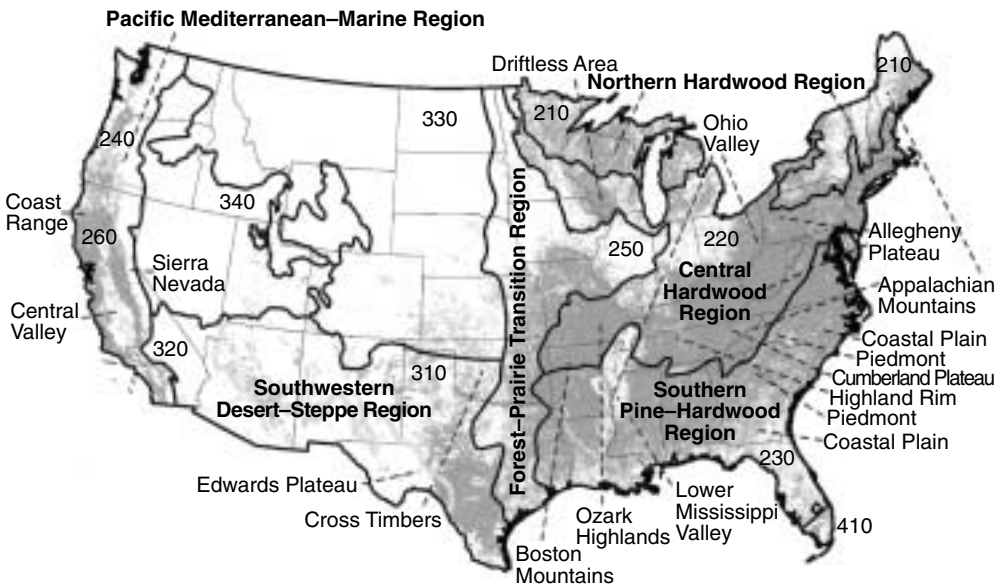 Pacific Mediterranean–Marine Region
Driftless Area
Northern Hardwood Region
210
210
330
Ohio
Valley
240
340
Coast
Range
260
Sierra
Nevada
Forest–Prairie Transition Region
250
220
Central
Hardwood
Region
Allegheny
Plateau
Appalachian
Mountains
Central
Valley
320
310
Southwestern
Desert–Steppe Region
Southern
Pine–Hardwood
Region
Coastal Plain
Piedmont
Cumberland Plateau
Highland Rim
Piedmont
Coastal Plain
230
Edwards Plateau
Cross Timbers
Lower
Mississippi
Valley
Ozark
Highlands
Boston
Mountains
410